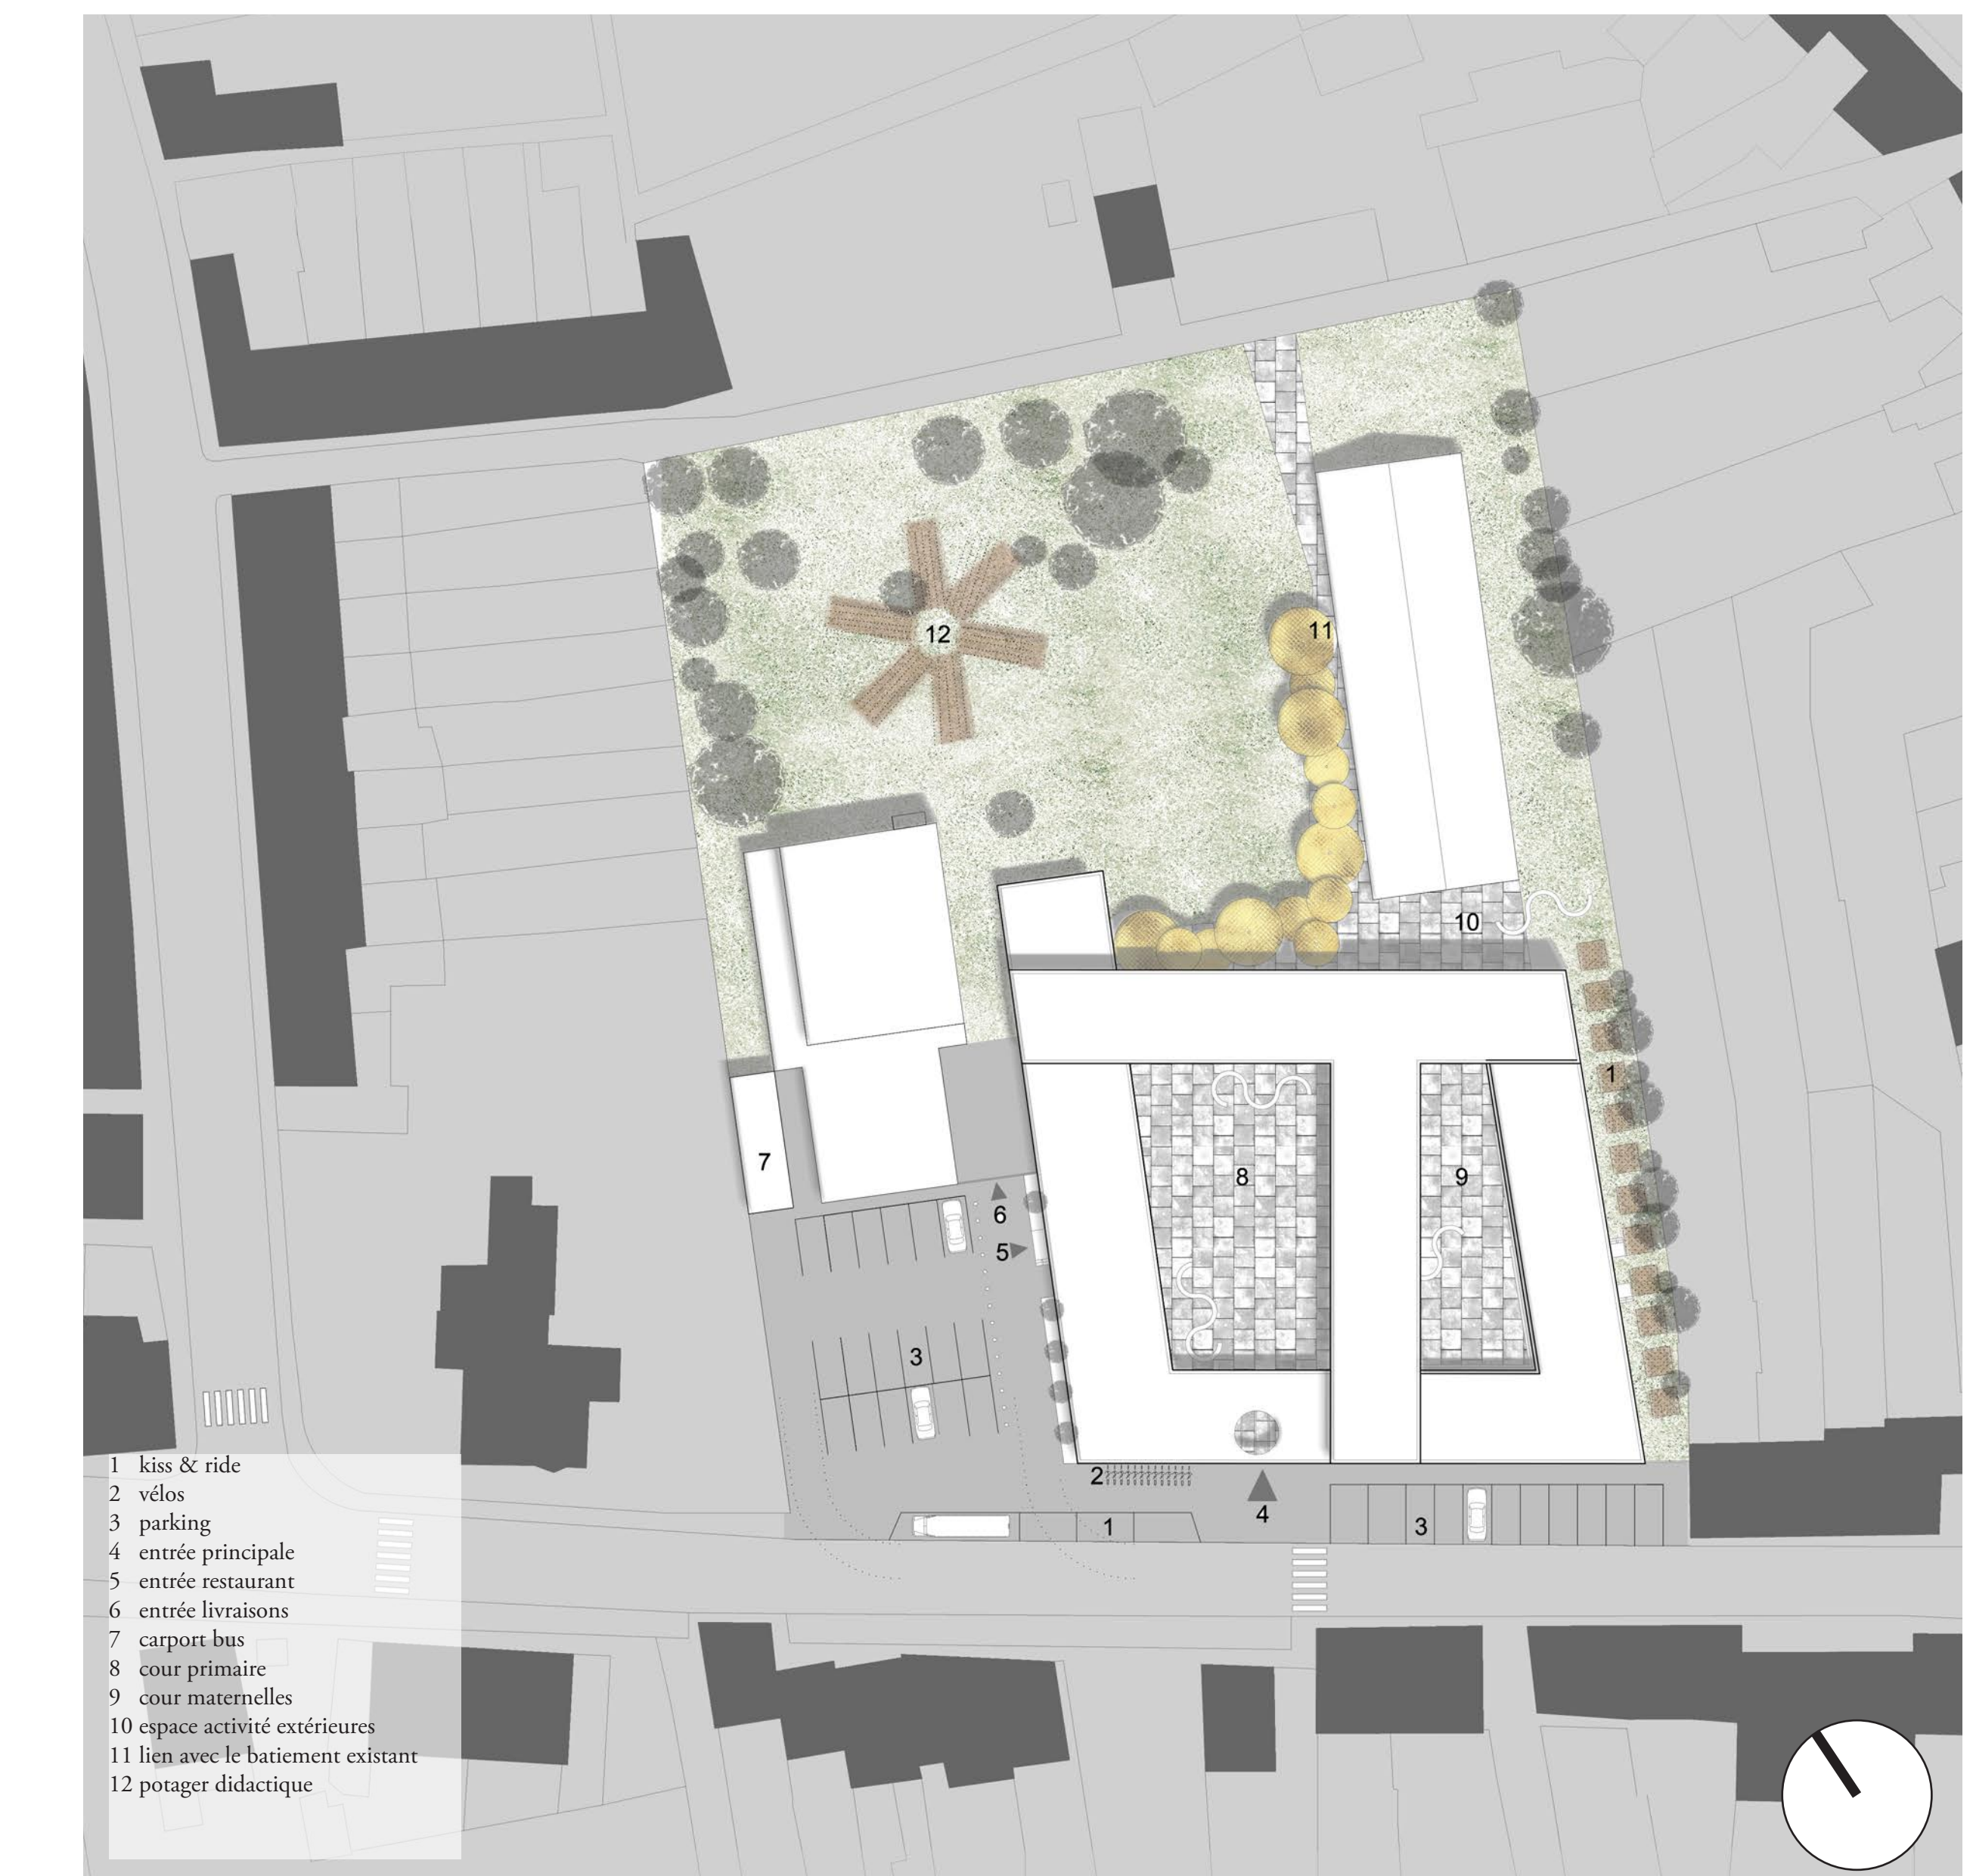 12
11
10
1
8
9
7
6
5
3
2
4
1
3
1 kiss & ride
2 vélos
3 parking
4 entrée principale
5 entrée restaurant
6 entrée livraisons
7 carport bus
8 cour primaire
9 cour maternelles
10 espace activité extérieures
11 lien avec le batiement existant
12 potager didactique